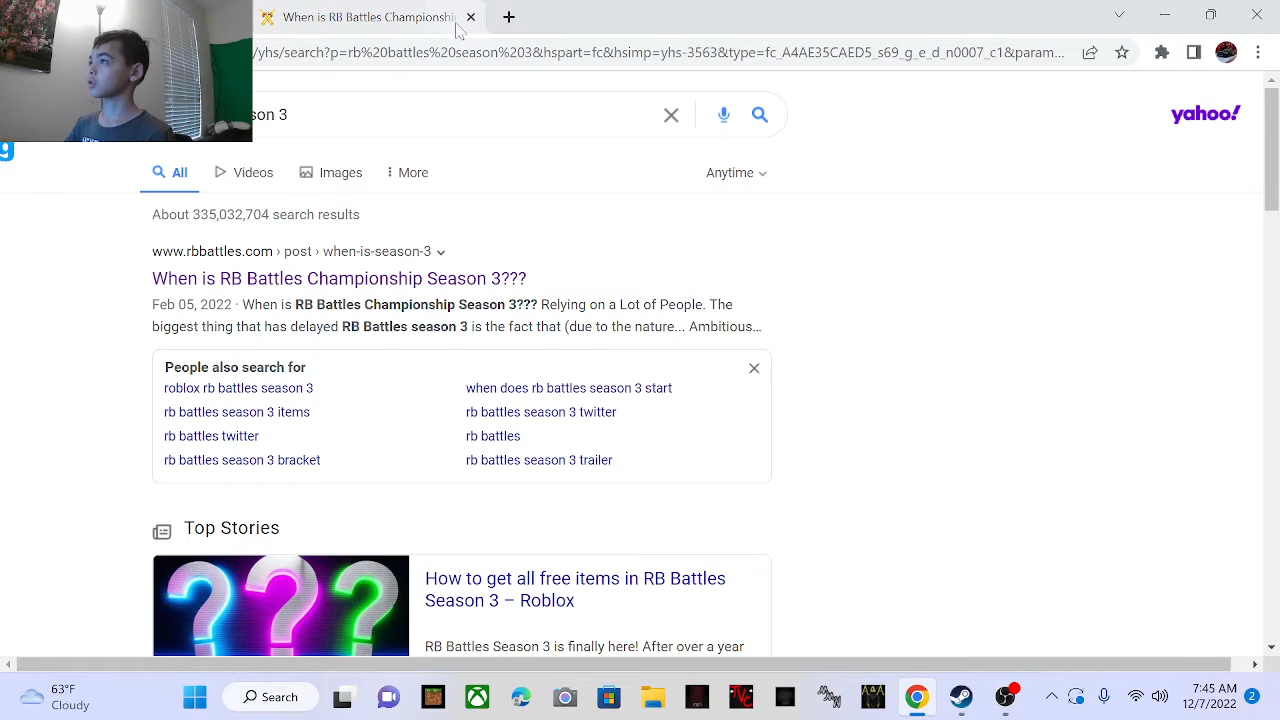 When is RB Battles Championshi
/yhs/search?p=rb%20battles%20season%203&hspart=fc&hsimp=yhs-3563&type=fc_A4AE35CAED5_s69_g_e_d_n0007_c1&param...
son 3
yahoo!
g
All Videos Images More Anytime
About 335,032,704 search results
www.rbbattles.com › post › when-is-season-3
When is RB Battles Championship Season 3???
Feb 05, 2022 · When is RB Battles Championship Season 3??? Relying on a Lot of People. The
biggest thing that has delayed RB Battles season 3 is the fact that (due to the nature... Ambitious...
People also search for
roblox rb battles season 3
when does rb battles season 3 start
rb battles season 3 items
rb battles season 3 twitter
rb battles twitter
rb battles
rb battles season 3 bracket
rb battles season 3 trailer
Top Stories
???
How to get all free items in RB Battles
Season 3 – Roblox
RB Battles Season 3 is finally here! After over a year
63°F
Cloudy
Search
7:45 AM
12/7/2022
2